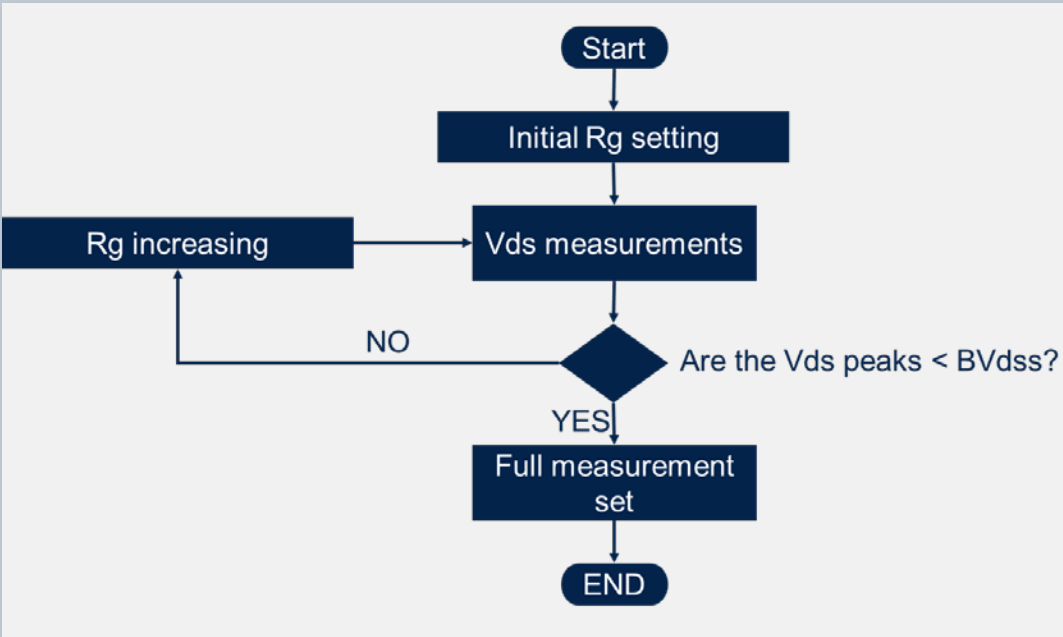 Start
Initial Rg setting
Rg increasing
Vds measurements
NO
Are the Vds peaks < BVdss?
YES
Full measurement
set
END